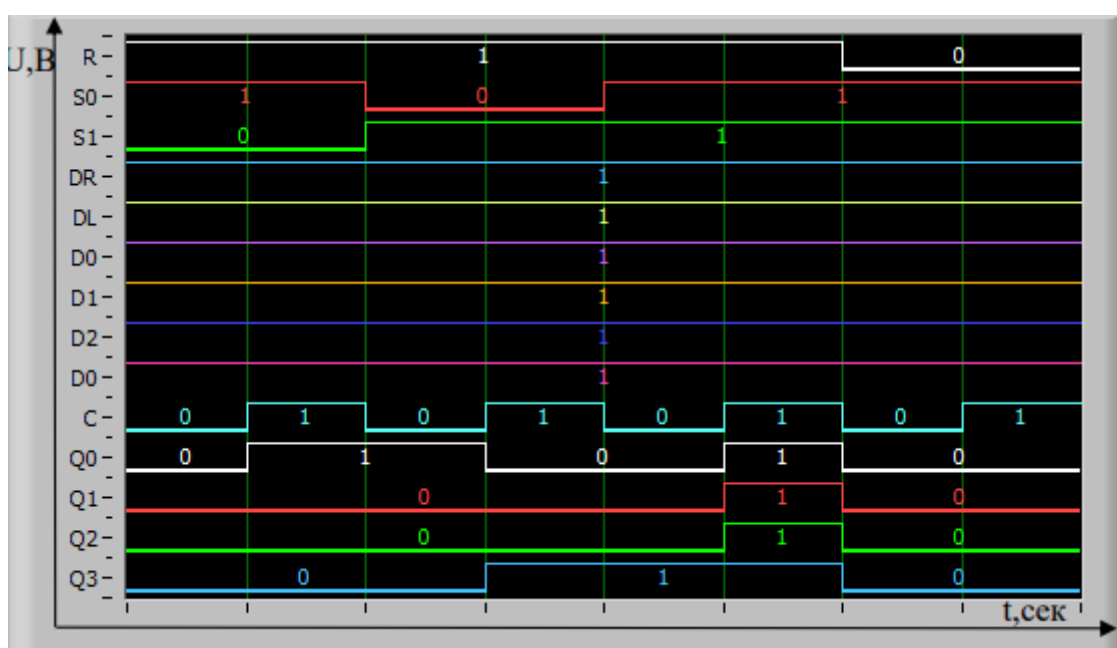 U,В
R 1 0
S0 1 0 1
S1 0 1
DR 1
DL 1
D0 1
D1 1
D2 1
D0 1
C 0 1 0 1 0 1 0 1
Q0 0 1 0 1 0
Q1 0 1 0
Q2 0 1 0
Q3 0 1 0
t,сек